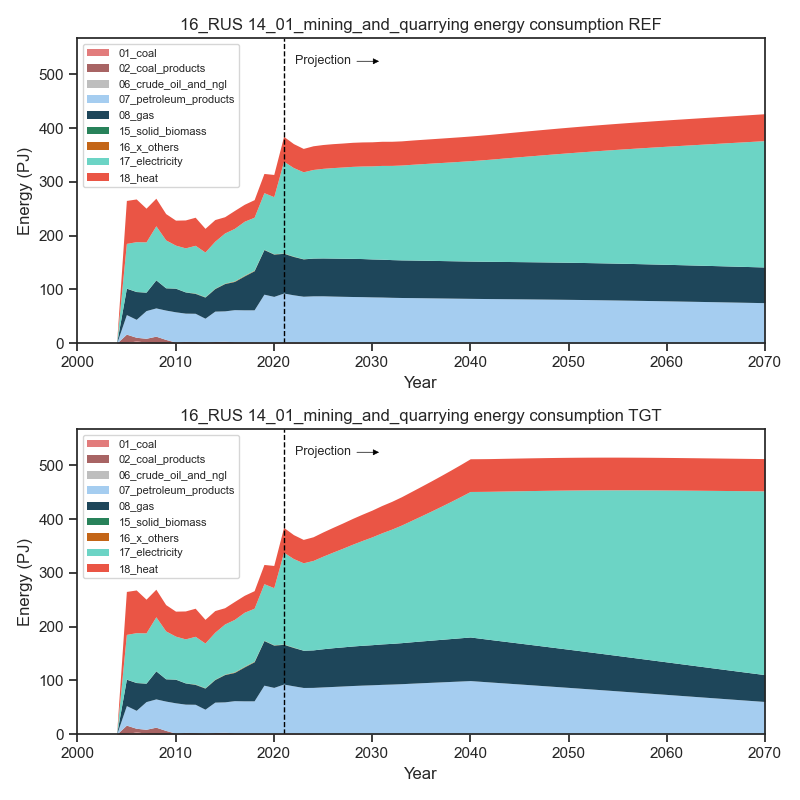 16_RUS 14_01_mining_and_quarrying energy consumption REF
01_coal
02_coal_products
06_crude_oil_and_ngl
07_petroleum_products
08_gas
15_solid_biomass
16_x_others
17_electricity
18_heat
Projection
Energy (PJ)
500
400
300
200
100
0
2000 2010 2020 2030 2040 2050 2060 2070
Year
16_RUS 14_01_mining_and_quarrying energy consumption TGT
01_coal
02_coal_products
06_crude_oil_and_ngl
07_petroleum_products
08_gas
15_solid_biomass
16_x_others
17_electricity
18_heat
Projection
Energy (PJ)
500
400
300
200
100
0
2000 2010 2020 2030 2040 2050 2060 2070
Year